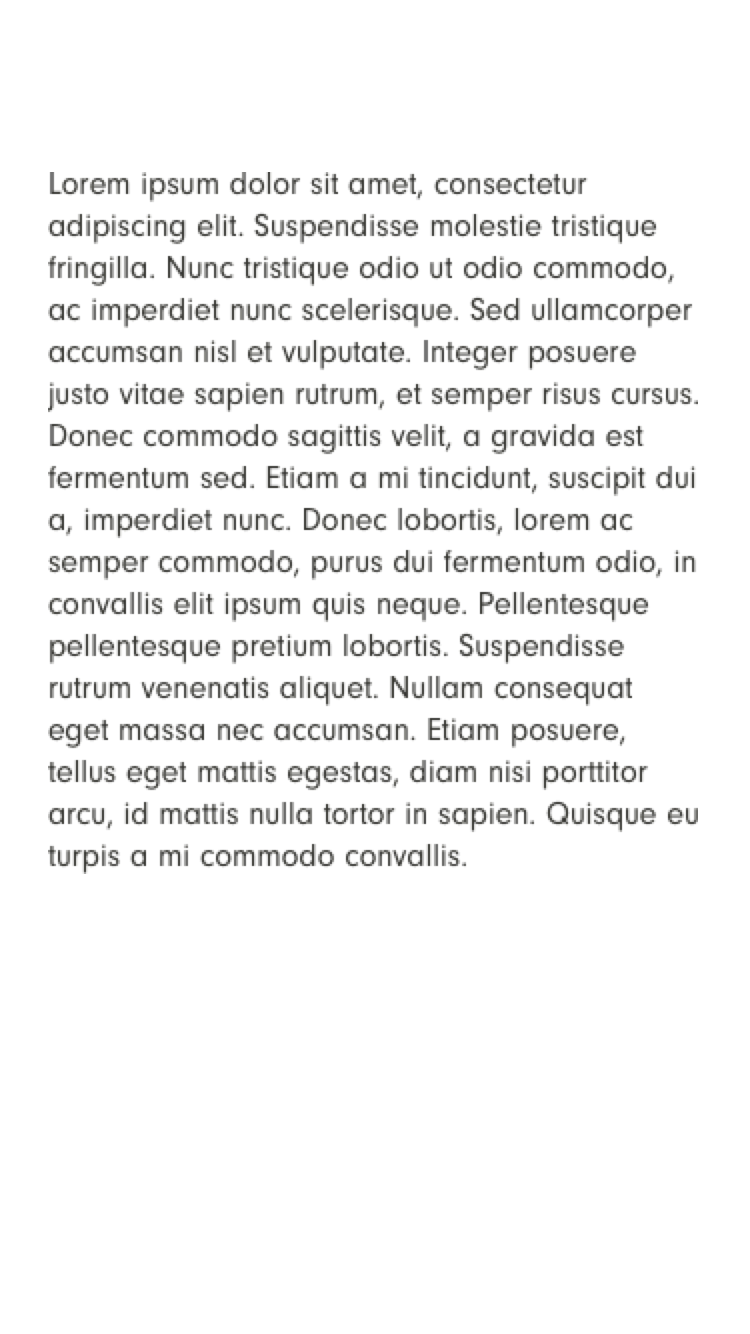 Lorem ipsum dolor sit amet, consectetur
adipiscing elit. Suspendisse molestie tristique
fringilla. Nunc tristique odio ut odio commodo,
ac imperdiet nunc scelerisque. Sed ullamcorper
accumsan nisl et vulputate. Integer posuere
justo vitae sapien rutrum, et semper risus cursus.
Donec commodo sagittis velit, a gravida est
fermentum sed. Etiam a mi tincidunt, suscipit dui
a, imperdiet nunc. Donec lobortis, lorem ac
semper commodo, purus dui fermentum odio, in
convallis elit ipsum quis neque. Pellentesque
pellentesque pretium lobortis. Suspendisse
rutrum venenatis aliquet. Nullam consequat
eget massa nec accumsan. Etiam posuere,
tellus eget mattis egestas, diam nisi porttitor
arcu, id mattis nulla tortor in sapien. Quisque eu
turpis a mi commodo convallis.